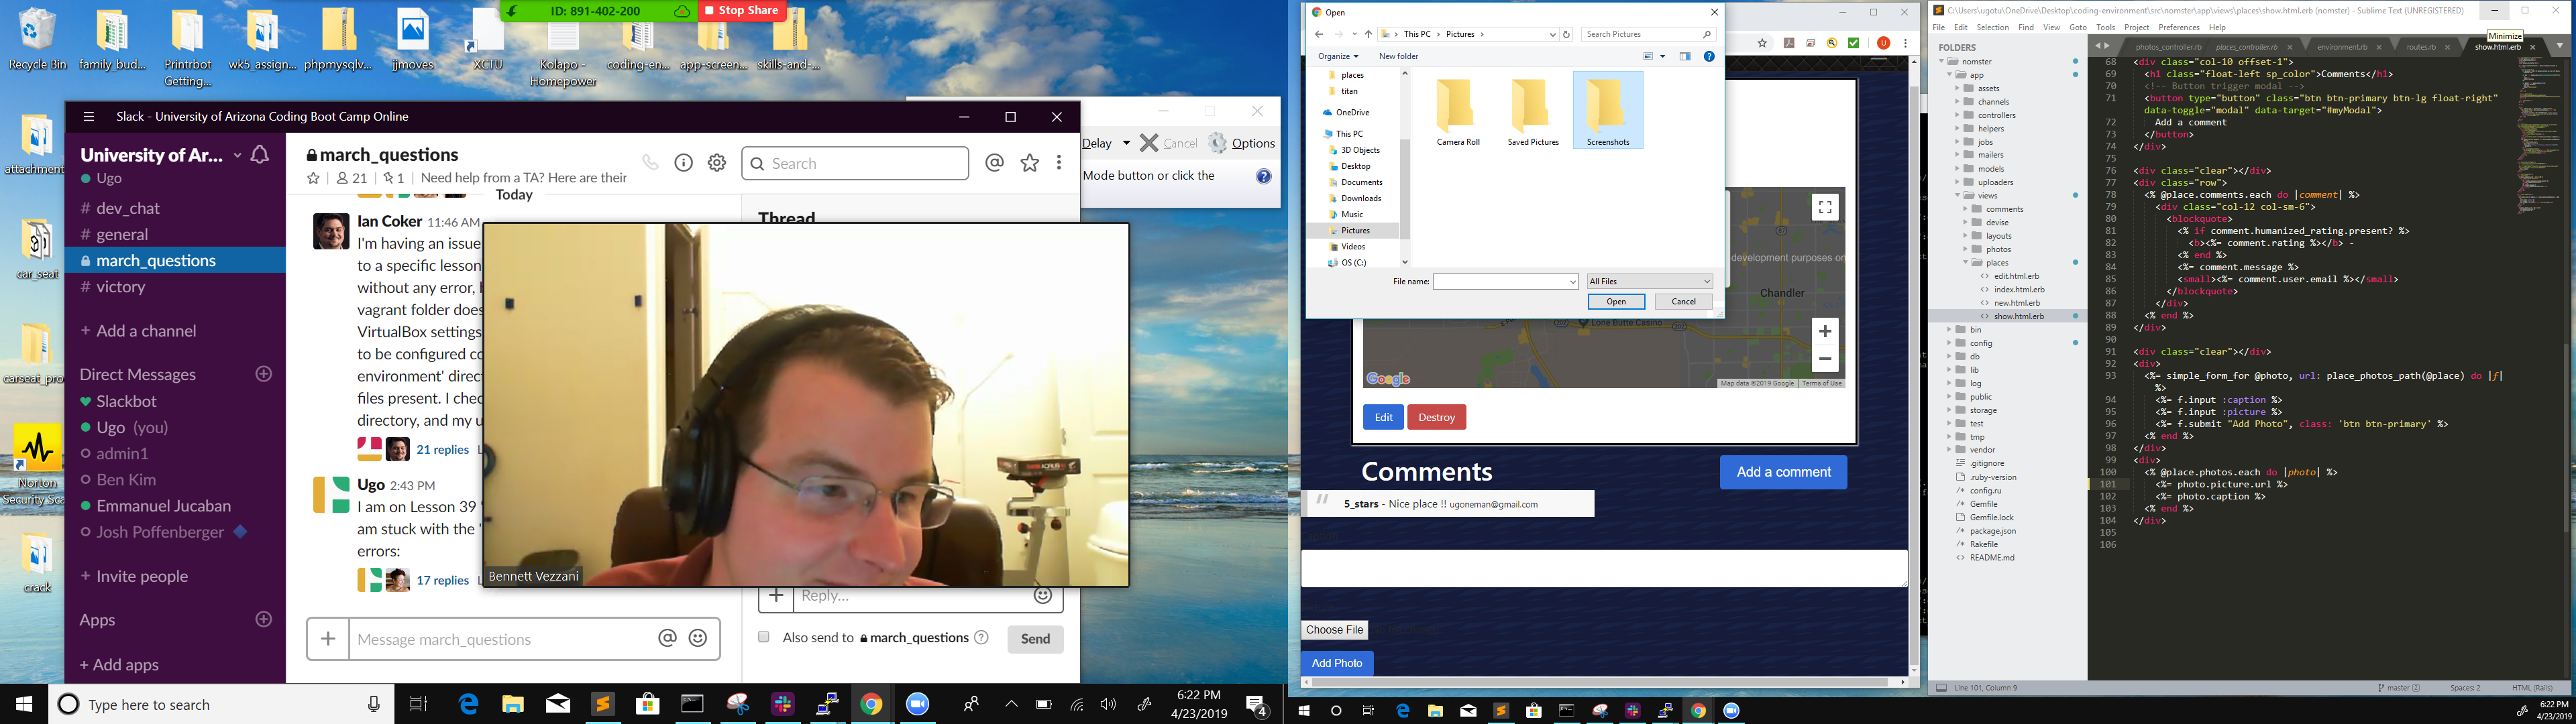 ID: 891-402-200
Stop Share
Recycle Bin
family_bud...
Printrbot Getting...
wk5_assign...
phpmysqlv...
jjmoves
XCTU
Kolapo - Homepower
coding-en...
app-screen...
skills-and-...
attachment
car_seat
carseat_pro
Norton Security Sca
crack
Slack - University of Arizona Coding Boot Camp Online
University of Ar...
Ugo
# dev_chat
# general
march_questions
# victory
+ Add a channel
Direct Messages
Slackbot
Ugo (you)
admin1
Ben Kim
Emmanuel Jucaban
Josh Poffenberger
+ Invite people
Apps
+ Add apps
march_questions
21
1
Need help from a TA? Here are their
Search
Today
Ian Coker 11:46 AM
I'm having an issue
to a specific lesson
without any error, b
vagrant folder does
VirtualBox settings
to be configured co
environment' direc
files present. I chec
directory, and my u
21 replies
Ugo 2:43 PM
I am on Lesson 39
am stuck with the
errors:
17 replies
Message march_questions
Thread
Reply...
Also send to march_questions
Send
Bennett Vezzani
Delay
Cancel
Options
Mode button or click the
Type here to search
6:22 PM
4/23/2019
4
Open
This PC
Pictures
Search Pictures
Organize
New folder
places
titan
OneDrive
This PC
3D Objects
Desktop
Documents
Downloads
Music
Pictures
Videos
OS (C:)
Camera Roll
Saved Pictures
Screenshots
File name:
All Files
Open
Cancel
development purposes on
Chandler
Lone Butte Casino
Google
Map data ©2019 Google
Terms of Use
Edit
Destroy
Comments
Add a comment
5_stars - Nice place !! ugoneman@gmail.com
Choose File
Add Photo
C:\Users\ugotu\OneDrive\Desktop\coding-environment\src\nomster\app\views\places\show.html.erb (nomster) - Sublime Text (UNREGISTERED)
File Edit Selection Find View Goto Tools Project Preferences Help
Minimize
FOLDERS
nomster
app
assets
channels
controllers
helpers
jobs
mailers
models
uploaders
views
comments
devise
layouts
photos
places
edit.html.erb
index.html.erb
new.html.erb
show.html.erb
bin
config
db
lib
log
public
storage
test
tmp
vendor
.gitignore
.ruby-version
config.ru
Gemfile
Gemfile.lock
package.json
Rakefile
README.md
photos_controller.rb
places_controller.rb
environment.rb
routes.rb
show.html.erb
68 <div class="col-10 offset-1">
69 <h1 class="float-left sp_color">Comments</h1>
70 <!-- Button trigger modal -->
71 <button type="button" class="btn btn-primary btn-lg float-right"
data-toggle="modal" data-target="#myModal">
72 Add a comment
73 </button>
74 </div>
75
76 <div class="clear"></div>
77 <div class="row">
78 <% @place.comments.each do |comment| %>
79 <div class="col-12 col-sm-6">
80 <blockquote>
81 <% if comment.humanized_rating.present? %>
82 <b><%= comment.rating %></b> -
83 <% end %>
84 <%= comment.message %>
85 <small><%= comment.user.email %></small>
86 </blockquote>
87 </div>
88 <% end %>
89 </div>
90
91 <div class="clear"></div>
92 <div>
93 <%= simple_form_for @photo, url: place_photos_path(@place) do |f|
%>
94 <%= f.input :caption %>
95 <%= f.input :picture %>
96 <%= f.submit "Add Photo", class: 'btn btn-primary' %>
97 <% end %>
98 </div>
99 <div>
100 <% @place.photos.each do |photo| %>
101 <%= photo.picture.url %>
102 <%= photo.caption %>
103 <% end %>
104 </div>
105
106
Line 101, Column 9
master
Spaces: 2
HTML (Rails)
6:22 PM
4/23/2019